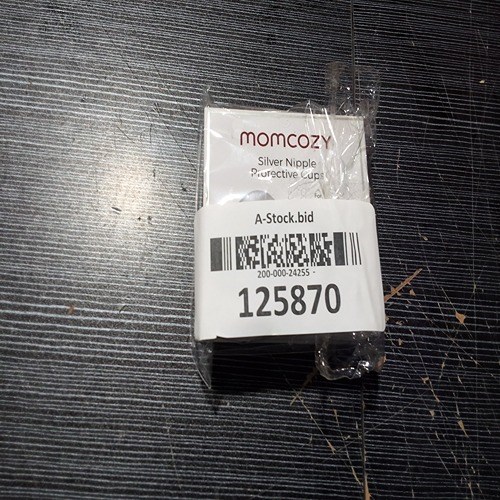 momcozy
Silver Nipple
Protective Cups
A-Stock.bid
200-000-24255 -
125870